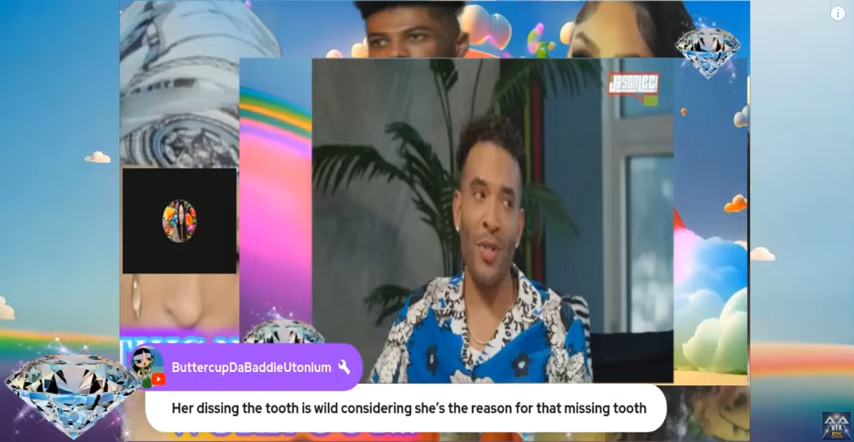 JASONLEE
ButtercupDaBaddieUtonium
Her dissing the tooth is wild considering she's the reason for that missing tooth